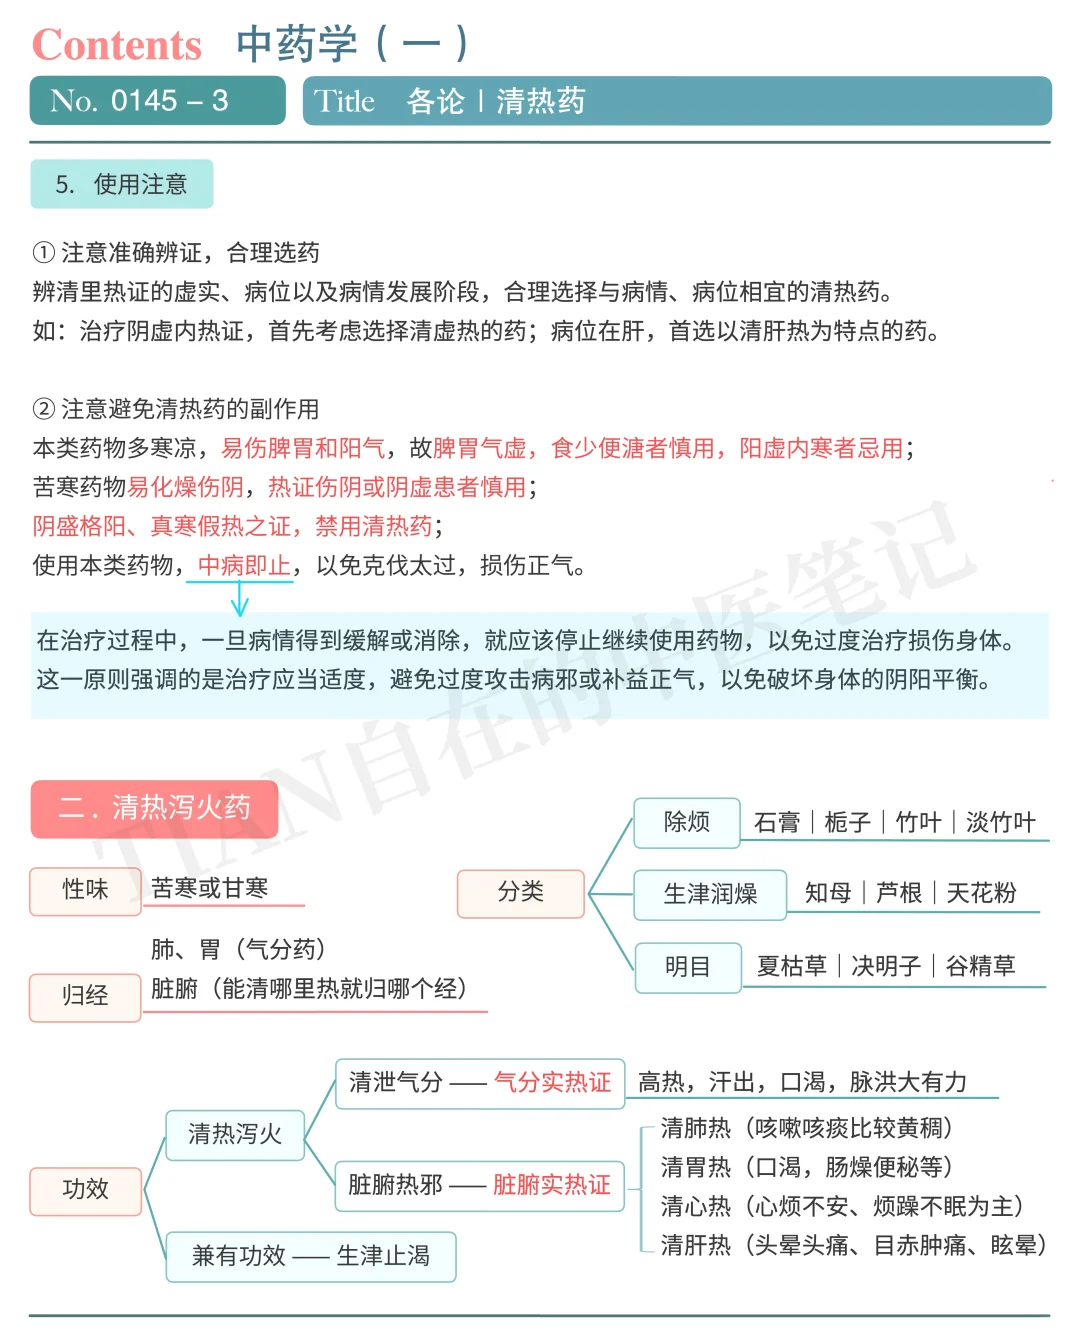 Contents 中药学（一）
No. 0145 – 3
Title 各论 | 清热药
5. 使用注意
① 注意准确辨证，合理选药
辨清里热证的虚实、病位以及病情发展阶段，合理选择与病情、病位相宜的清热药。
如：治疗阴虚内热证，首先考虑选择清虚热的药；病位在肝，首选以清肝热为特点的药。
② 注意避免清热药的副作用
本类药物多寒凉，易伤脾胃和阳气，故脾胃气虚，食少便溏者慎用，阳虚内寒者忌用；
苦寒药物易化燥伤阴，热证伤阴或阴虚患者慎用；
阴盛格阳、真寒假热之证，禁用清热药；
使用本类药物，中病即止，以免克伐太过，损伤正气。
在治疗过程中，一旦病情得到缓解或消除，就应该停止继续使用药物，以免过度治疗损伤身体。
这一原则强调的是治疗应当适度，避免过度攻击病邪或补益正气，以免破坏身体的阴阳平衡。
TIAN自在的中医笔记
二．清热泻火药
性味 苦寒或甘寒
归经
肺、胃（气分药）
脏腑（能清哪里热就归哪个经）
分类
除烦 石膏｜栀子｜竹叶｜淡竹叶
生津润燥 知母｜芦根｜天花粉
明目 夏枯草｜决明子｜谷精草
功效
清热泻火
清泄气分 —— 气分实热证 高热，汗出，口渴，脉洪大有力
脏腑热邪 —— 脏腑实热证
清肺热（咳嗽咳痰比较黄稠）
清胃热（口渴，肠燥便秘等）
清心热（心烦不安、烦躁不眠为主）
清肝热（头晕头痛、目赤肿痛、眩晕）
兼有功效 —— 生津止渴